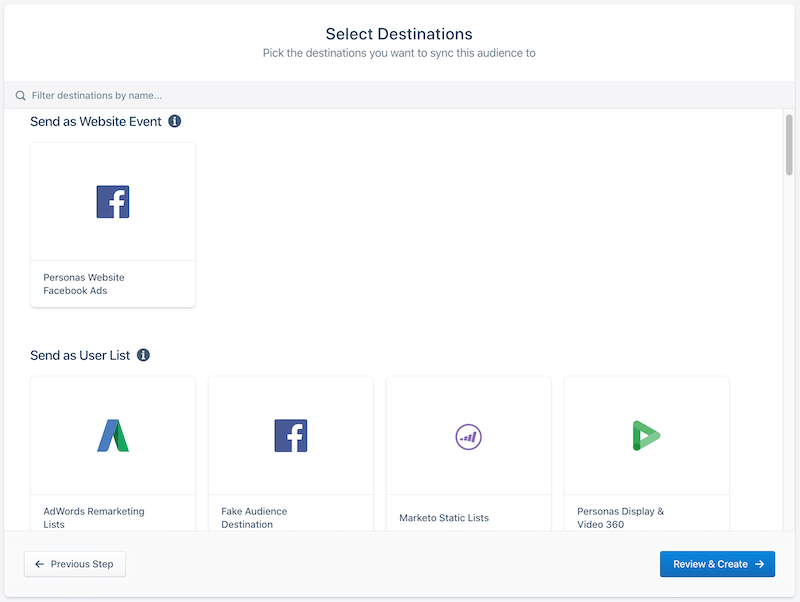 Select Destinations
Pick the destinations you want to sync this audience to
Filter destinations by name...
Send as Website Event
Personas Website
Facebook Ads
Send as User List
AdWords Remarketing
Lists
Fake Audience
Destination
Marketo Static Lists
Personas Display &
Video 360
Previous Step
Review & Create